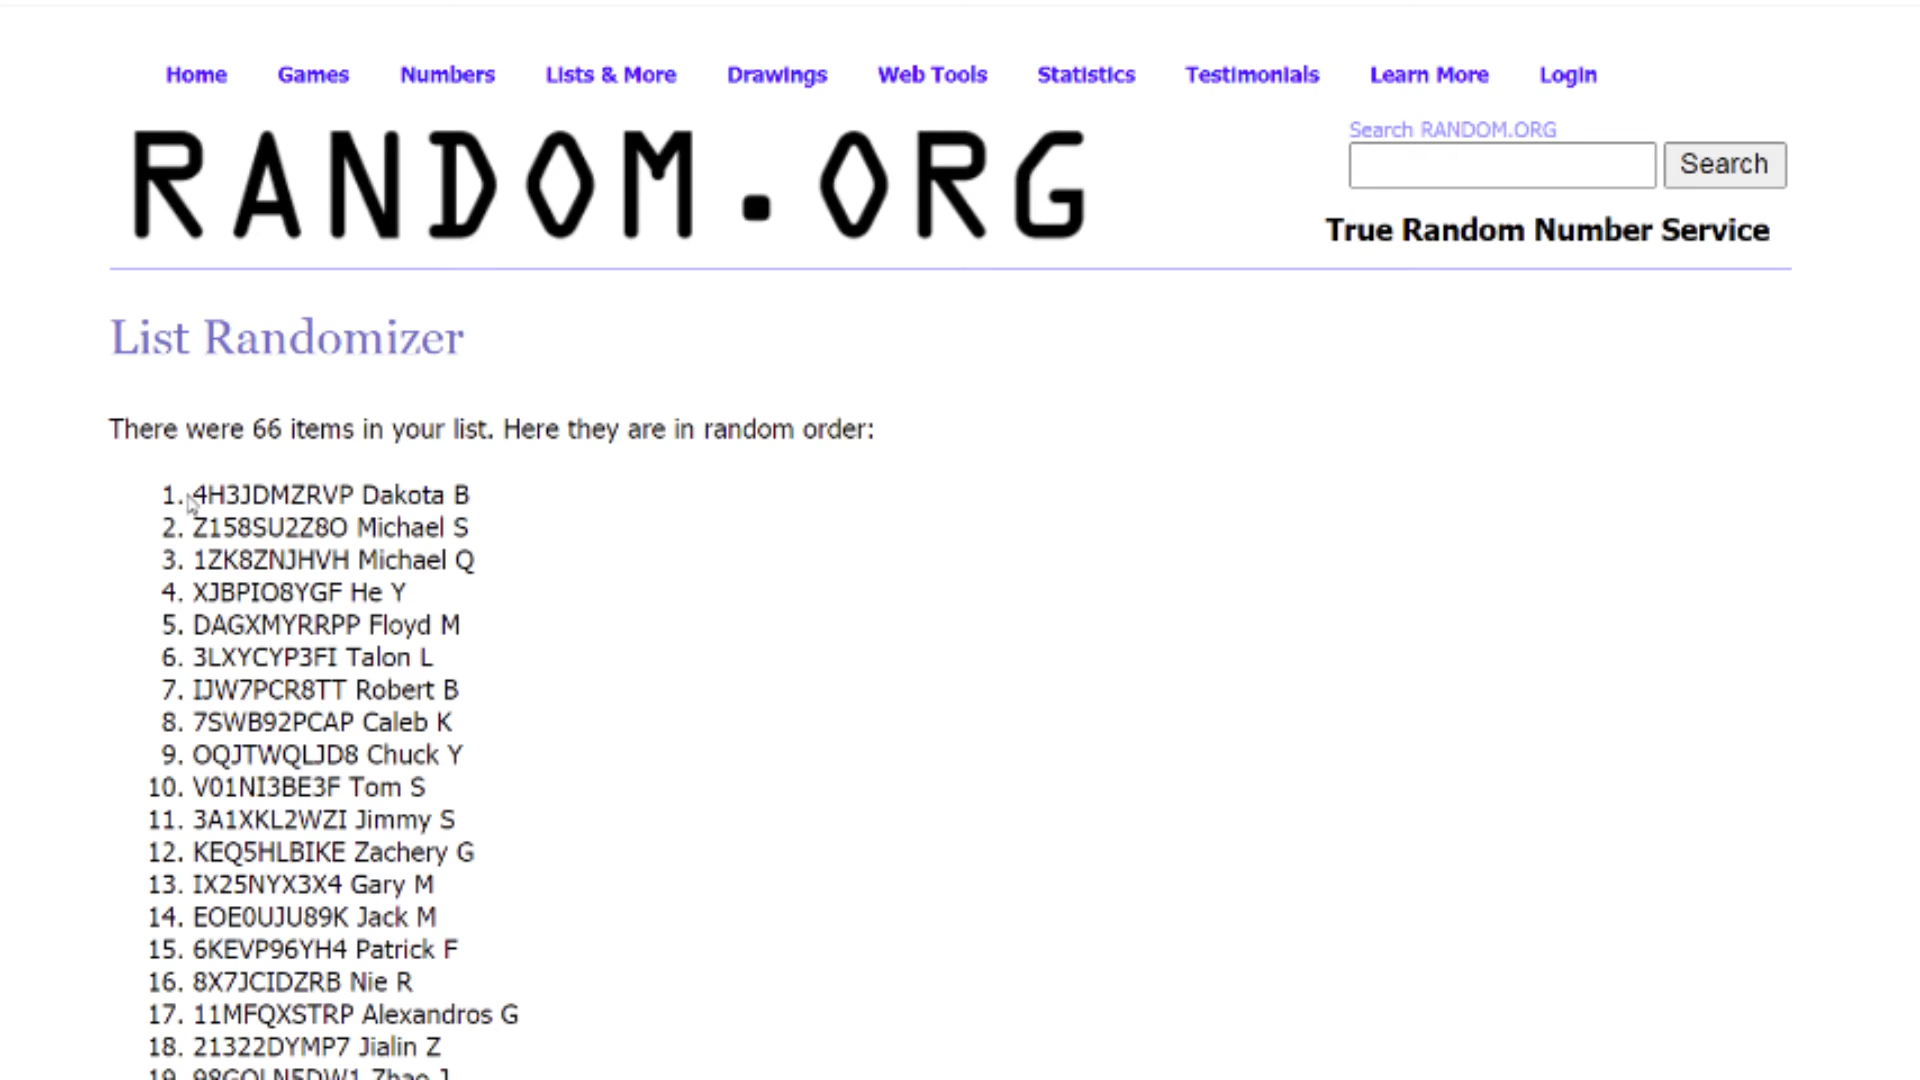 Home Games Numbers Lists & More Drawings Web Tools Statistics Testimonials Learn More Login
RANDOM.ORG
Search RANDOM.ORG
Search
True Random Number Service
List Randomizer
There were 66 items in your list. Here they are in random order:
1. 4H3JDMZRVP Dakota B
2. Z158SU2Z8O Michael S
3. 1ZK8ZNJHVH Michael Q
4. XJBPIO8YGF He Y
5. DAGXMYRRPP Floyd M
6. 3LXYCYP3FI Talon L
7. IJW7PCR8TT Robert B
8. 7SWB92PCAP Caleb K
9. OQJTWQLJD8 Chuck Y
10. V01NI3BE3F Tom S
11. 3A1XKL2WZI Jimmy S
12. KEQ5HLBIKE Zachery G
13. IX25NYX3X4 Gary M
14. EOE0UJU89K Jack M
15. 6KEVP96YH4 Patrick F
16. 8X7JCIDZRB Nie R
17. 11MFQXSTRP Alexandros G
18. 21322DYMP7 Jialin Z
19. Zhao